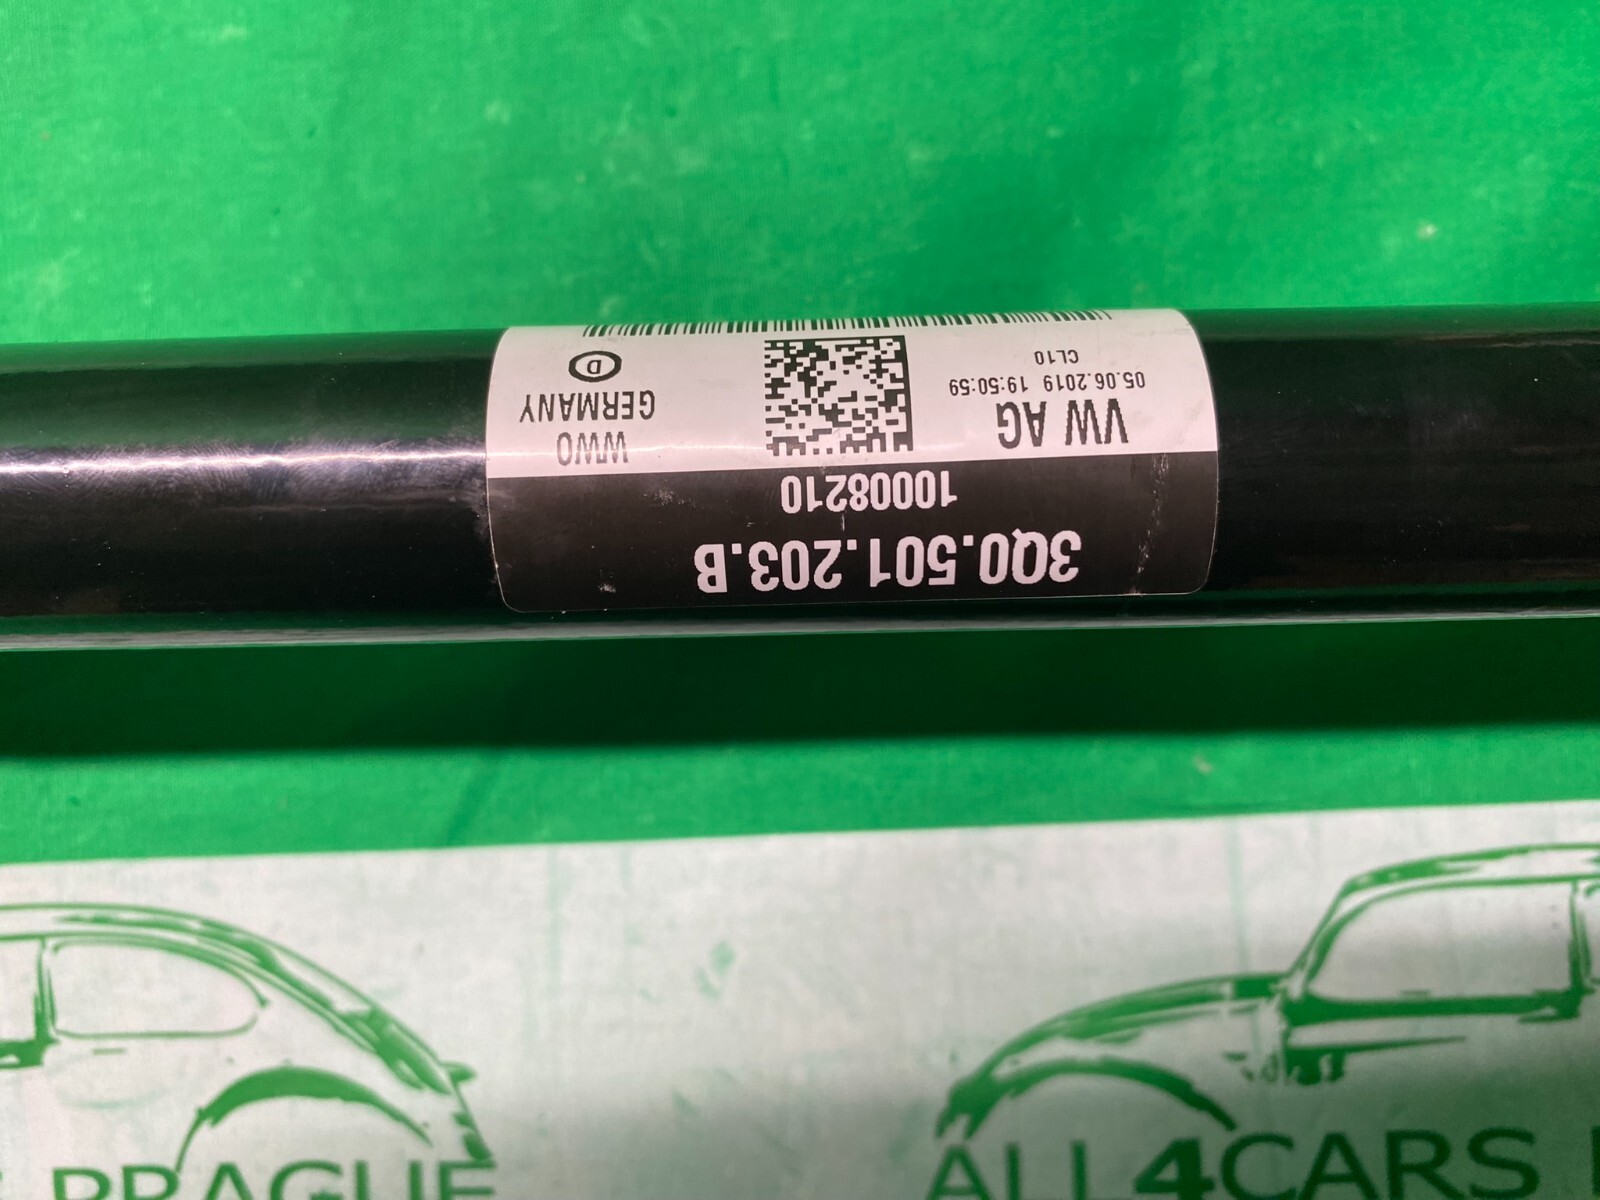 3Q0.501.203.B
10008210
VW AG
05.06.2019 19:50:59
CL10
WWO
GERMANY
D
PRAGUE
ALL4CARS